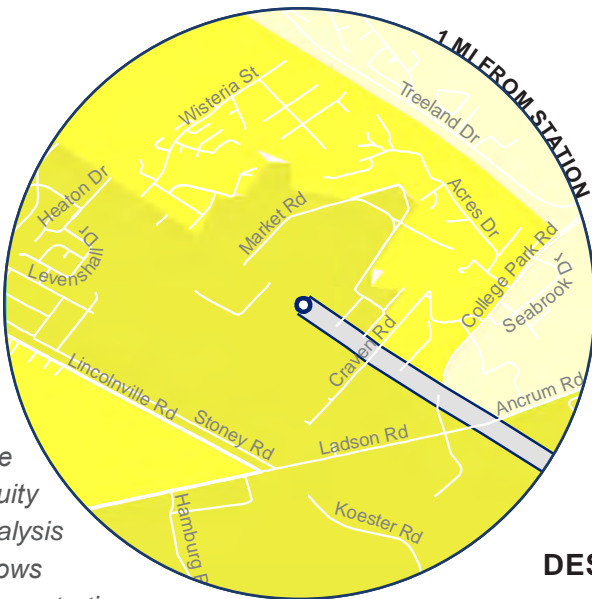 1 MI FROM STATION
Wisteria St
Treeland Dr
Heaton Dr
Acres Dr
Market Rd
College Park Rd
Levenshall Dr
Seabrook Dr
Craven Rd
Lincolnville Rd
Ancrum Rd
Stoney Rd
Ladson Rd
Hamburg R
Koester Rd
e
uity
alysis
ows
DES